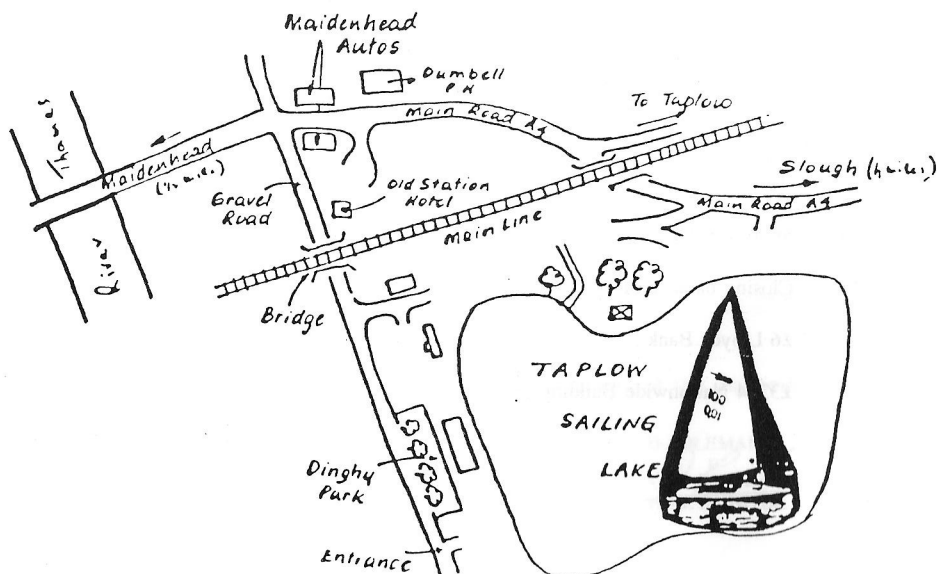 Maidenhead
Autos
Dumbell
P H
To Taplow
Main Road A4
Thames
Maidenhead
Slough
Main Road A4
Gravel
Road
Old Station
Hotel
Main Line
River
Bridge
TAPLOW
SAILING
LAKE
100
Dinghy
Park
Entrance